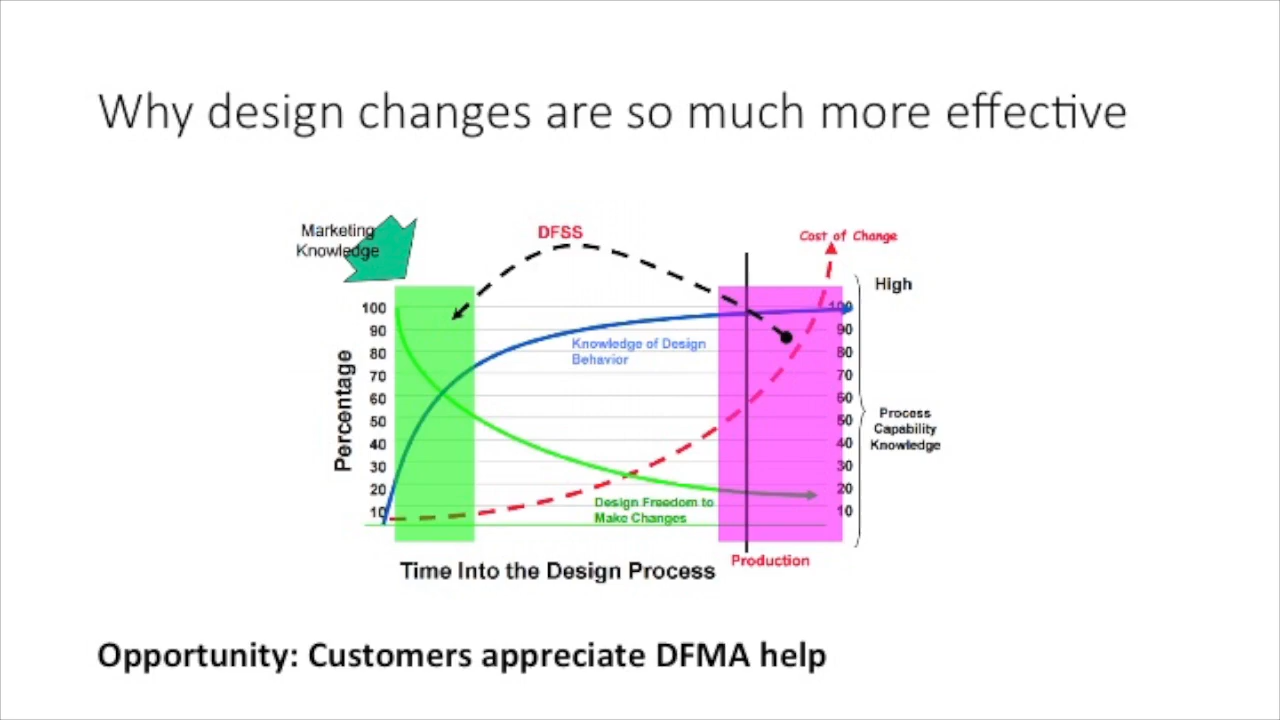 Why design changes are so much more effective
Marketing
Knowledge
DFSS
Cost of Change
High
100
90
80
70
60
50
40
30
20
10
Percentage
Knowledge of Design
Behavior
Design Freedom to
Make Changes
100
90
80
70
60
50
40
30
20
10
Process
Capability
Knowledge
Production
Time Into the Design Process
Opportunity: Customers appreciate DFMA help